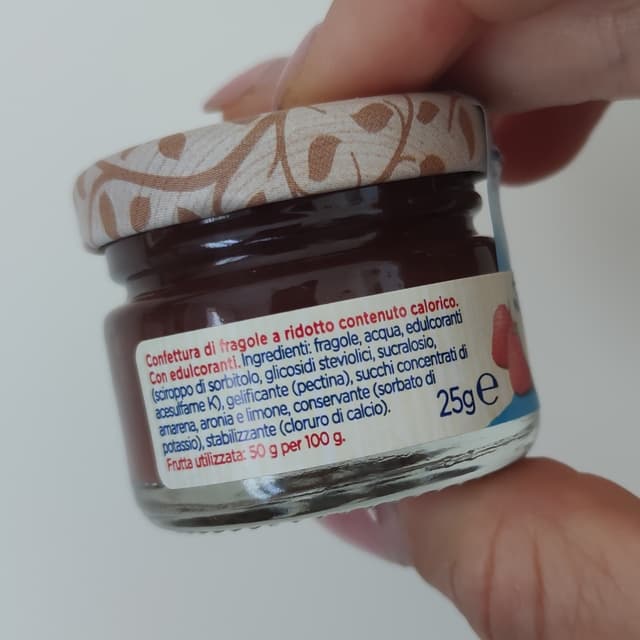 Confettura di fragole a ridotto contenuto calorico.
Con edulcoranti. Ingredienti: fragole, acqua, edulcoranti
(sciroppo di sorbitolo, glicosidi steviolici, sucralosio,
acesulfame K), gelificante (pectina), succhi concentrati di
amarena, aronia e limone, conservante (sorbato di
potassio), stabilizzante (cloruro di calcio).
Frutta utilizzata: 50 g per 100 g.
25g ℮